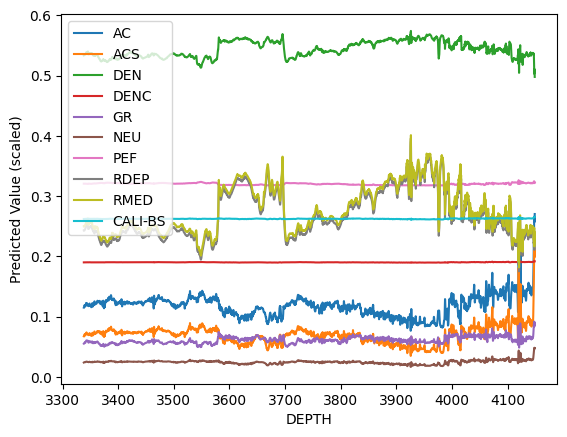 0.6
0.5
0.4
0.3
0.2
0.1
0.0
Predicted Value (scaled)
AC
ACS
DEN
DENC
GR
NEU
PEF
RDEP
RMED
CALI-BS
3300 3400 3500 3600 3700 3800 3900 4000 4100
DEPTH